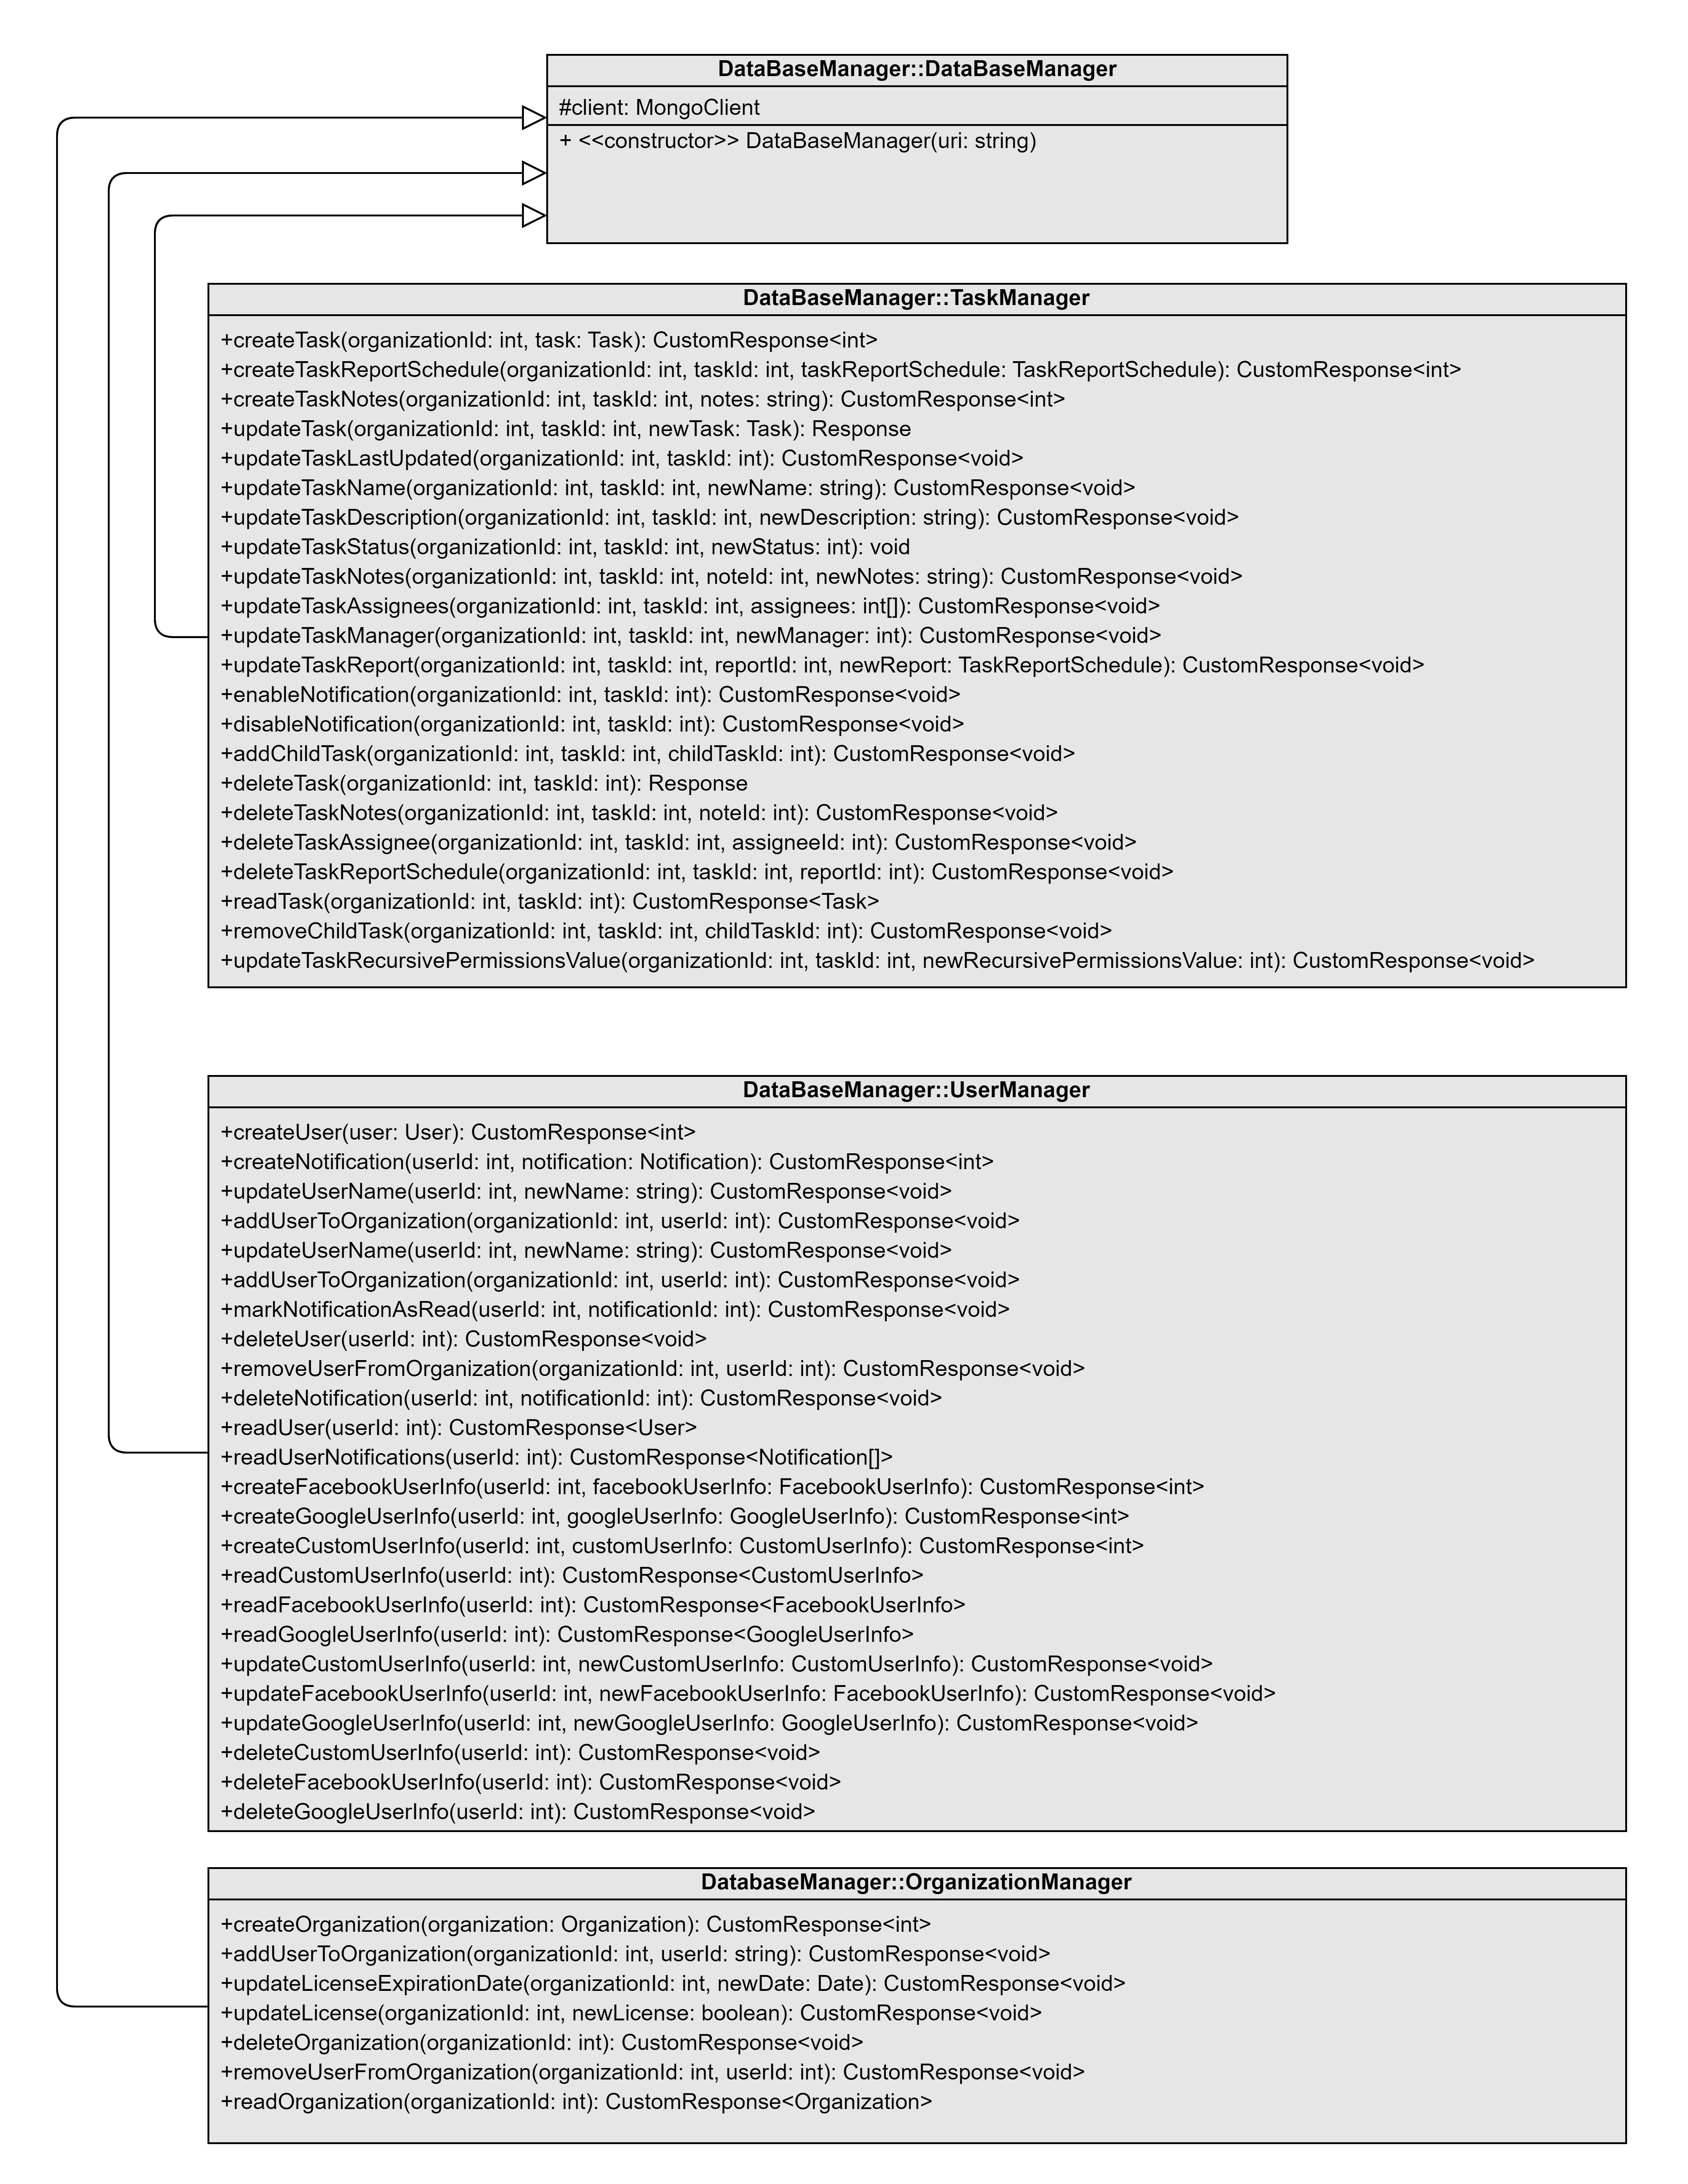 DataBaseManager::DataBaseManager
#client: MongoClient
+ <<constructor>> DataBaseManager(uri: string)
DataBaseManager::TaskManager
+createTask(organizationId: int, task: Task): CustomResponse<int>
+createTaskReportSchedule(organizationId: int, taskId: int, taskReportSchedule: TaskReportSchedule): CustomResponse<int>
+createTaskNotes(organizationId: int, taskId: int, notes: string): CustomResponse<int>
+updateTask(organizationId: int, taskId: int, newTask: Task): Response
+updateTaskLastUpdated(organizationId: int, taskId: int): CustomResponse<void>
+updateTaskName(organizationId: int, taskId: int, newName: string): CustomResponse<void>
+updateTaskDescription(organizationId: int, taskId: int, newDescription: string): CustomResponse<void>
+updateTaskStatus(organizationId: int, taskId: int, newStatus: int): void
+updateTaskNotes(organizationId: int, taskId: int, noteId: int, newNotes: string): CustomResponse<void>
+updateTaskAssignees(organizationId: int, taskId: int, assignees: int[]): CustomResponse<void>
+updateTaskManager(organizationId: int, taskId: int, newManager: int): CustomResponse<void>
+updateTaskReport(organizationId: int, taskId: int, reportId: int, newReport: TaskReportSchedule): CustomResponse<void>
+enableNotification(organizationId: int, taskId: int): CustomResponse<void>
+disableNotification(organizationId: int, taskId: int): CustomResponse<void>
+addChildTask(organizationId: int, taskId: int, childTaskId: int): CustomResponse<void>
+deleteTask(organizationId: int, taskId: int): Response
+deleteTaskNotes(organizationId: int, taskId: int, noteId: int): CustomResponse<void>
+deleteTaskAssignee(organizationId: int, taskId: int, assigneeId: int): CustomResponse<void>
+deleteTaskReportSchedule(organizationId: int, taskId: int, reportId: int): CustomResponse<void>
+readTask(organizationId: int, taskId: int): CustomResponse<Task>
+removeChildTask(organizationId: int, taskId: int, childTaskId: int): CustomResponse<void>
+updateTaskRecursivePermissionsValue(organizationId: int, taskId: int, newRecursivePermissionsValue: int): CustomResponse<void>
DataBaseManager::UserManager
+createUser(user: User): CustomResponse<int>
+createNotification(userId: int, notification: Notification): CustomResponse<int>
+updateUserName(userId: int, newName: string): CustomResponse<void>
+addUserToOrganization(organizationId: int, userId: int): CustomResponse<void>
+updateUserName(userId: int, newName: string): CustomResponse<void>
+addUserToOrganization(organizationId: int, userId: int): CustomResponse<void>
+markNotificationAsRead(userId: int, notificationId: int): CustomResponse<void>
+deleteUser(userId: int): CustomResponse<void>
+removeUserFromOrganization(organizationId: int, userId: int): CustomResponse<void>
+deleteNotification(userId: int, notificationId: int): CustomResponse<void>
+readUser(userId: int): CustomResponse<User>
+readUserNotifications(userId: int): CustomResponse<Notification[]>
+createFacebookUserInfo(userId: int, facebookUserInfo: FacebookUserInfo): CustomResponse<int>
+createGoogleUserInfo(userId: int, googleUserInfo: GoogleUserInfo): CustomResponse<int>
+createCustomUserInfo(userId: int, customUserInfo: CustomUserInfo): CustomResponse<int>
+readCustomUserInfo(userId: int): CustomResponse<CustomUserInfo>
+readFacebookUserInfo(userId: int): CustomResponse<FacebookUserInfo>
+readGoogleUserInfo(userId: int): CustomResponse<GoogleUserInfo>
+updateCustomUserInfo(userId: int, newCustomUserInfo: CustomUserInfo): CustomResponse<void>
+updateFacebookUserInfo(userId: int, newFacebookUserInfo: FacebookUserInfo): CustomResponse<void>
+updateGoogleUserInfo(userId: int, newGoogleUserInfo: GoogleUserInfo): CustomResponse<void>
+deleteCustomUserInfo(userId: int): CustomResponse<void>
+deleteFacebookUserInfo(userId: int): CustomResponse<void>
+deleteGoogleUserInfo(userId: int): CustomResponse<void>
DatabaseManager::OrganizationManager
+createOrganization(organization: Organization): CustomResponse<int>
+addUserToOrganization(organizationId: int, userId: string): CustomResponse<void>
+updateLicenseExpirationDate(organizationId: int, newDate: Date): CustomResponse<void>
+updateLicense(organizationId: int, newLicense: boolean): CustomResponse<void>
+deleteOrganization(organizationId: int): CustomResponse<void>
+removeUserFromOrganization(organizationId: int, userId: int): CustomResponse<void>
+readOrganization(organizationId: int): CustomResponse<Organization>